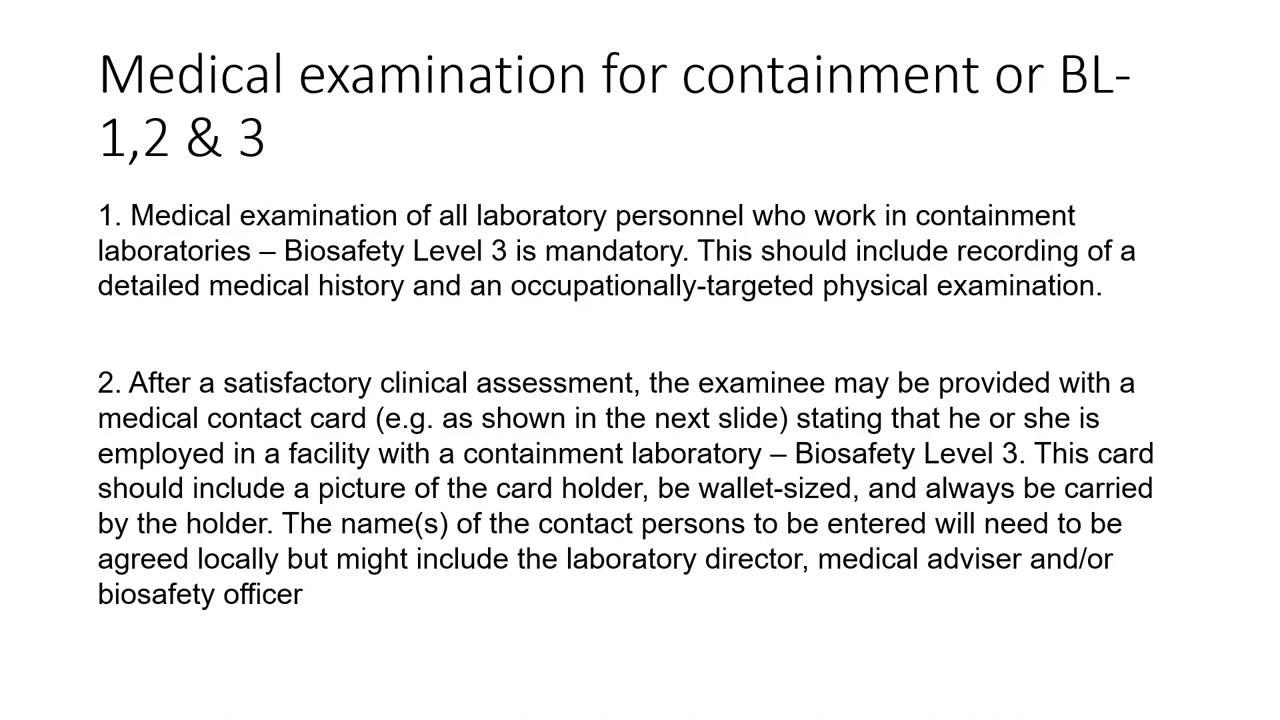 Medical examination for containment or BL-
1,2 & 3
1. Medical examination of all laboratory personnel who work in containment
laboratories – Biosafety Level 3 is mandatory. This should include recording of a
detailed medical history and an occupationally-targeted physical examination.
2. After a satisfactory clinical assessment, the examinee may be provided with a
medical contact card (e.g. as shown in the next slide) stating that he or she is
employed in a facility with a containment laboratory – Biosafety Level 3. This card
should include a picture of the card holder, be wallet-sized, and always be carried
by the holder. The name(s) of the contact persons to be entered will need to be
agreed locally but might include the laboratory director, medical adviser and/or
biosafety officer